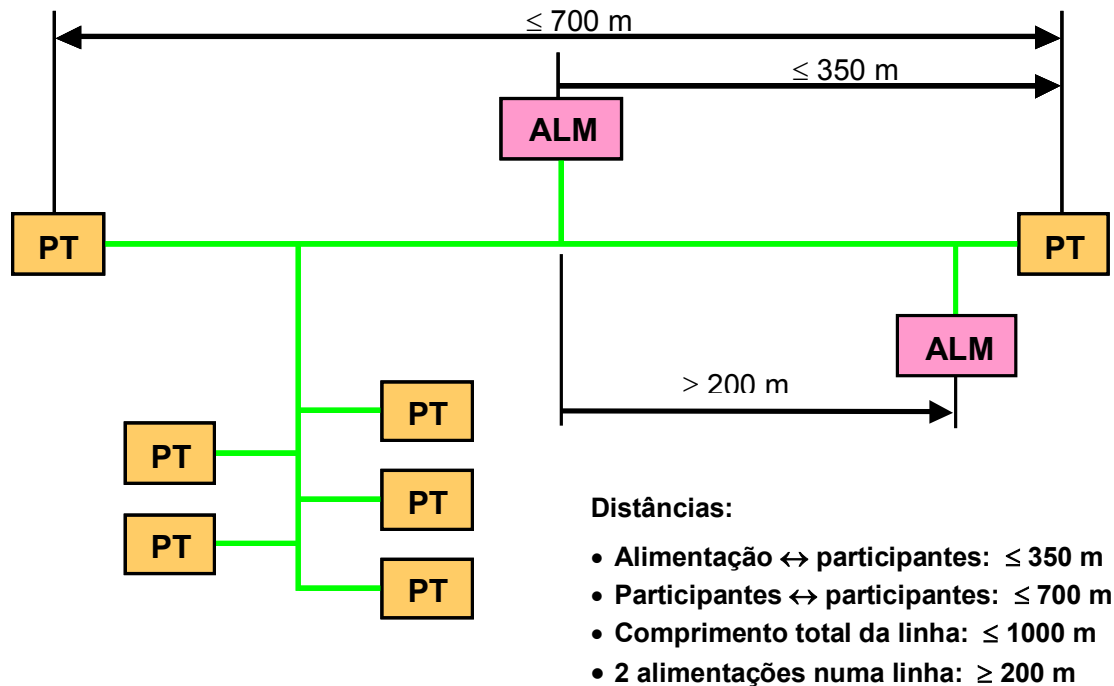 ≤ 700 m
≤ 350 m
ALM
PT
PT
ALM
> 200 m
PT
PT
PT
PT
PT
Distâncias:
• Alimentação ↔ participantes: ≤ 350 m
• Participantes ↔ participantes: ≤ 700 m
• Comprimento total da linha: ≤ 1000 m
• 2 alimentações numa linha: ≥ 200 m